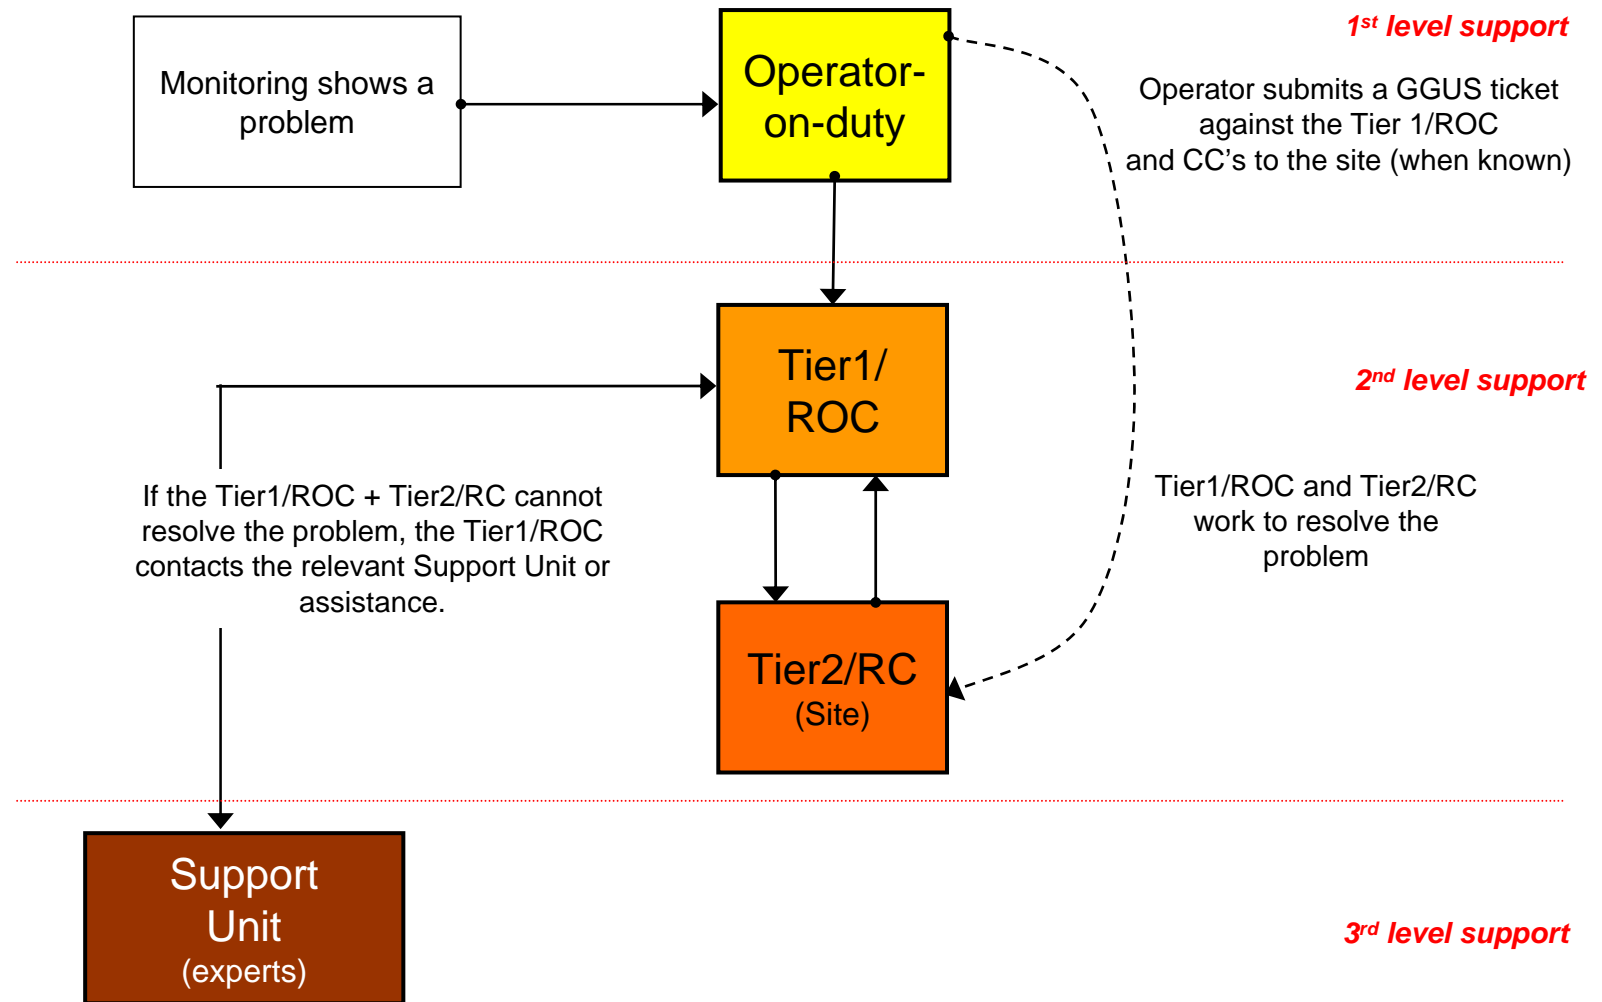 1st level support
Monitoring shows a
problem
Operator-
on-duty
Operator submits a GGUS ticket
against the Tier 1/ROC
and CC's to the site (when known)
Tier1/
ROC
2nd level support
If the Tier1/ROC + Tier2/RC cannot
resolve the problem, the Tier1/ROC
contacts the relevant Support Unit or
assistance.
Tier1/ROC and Tier2/RC
work to resolve the
problem
Tier2/RC
(Site)
Support
Unit
(experts)
3rd level support